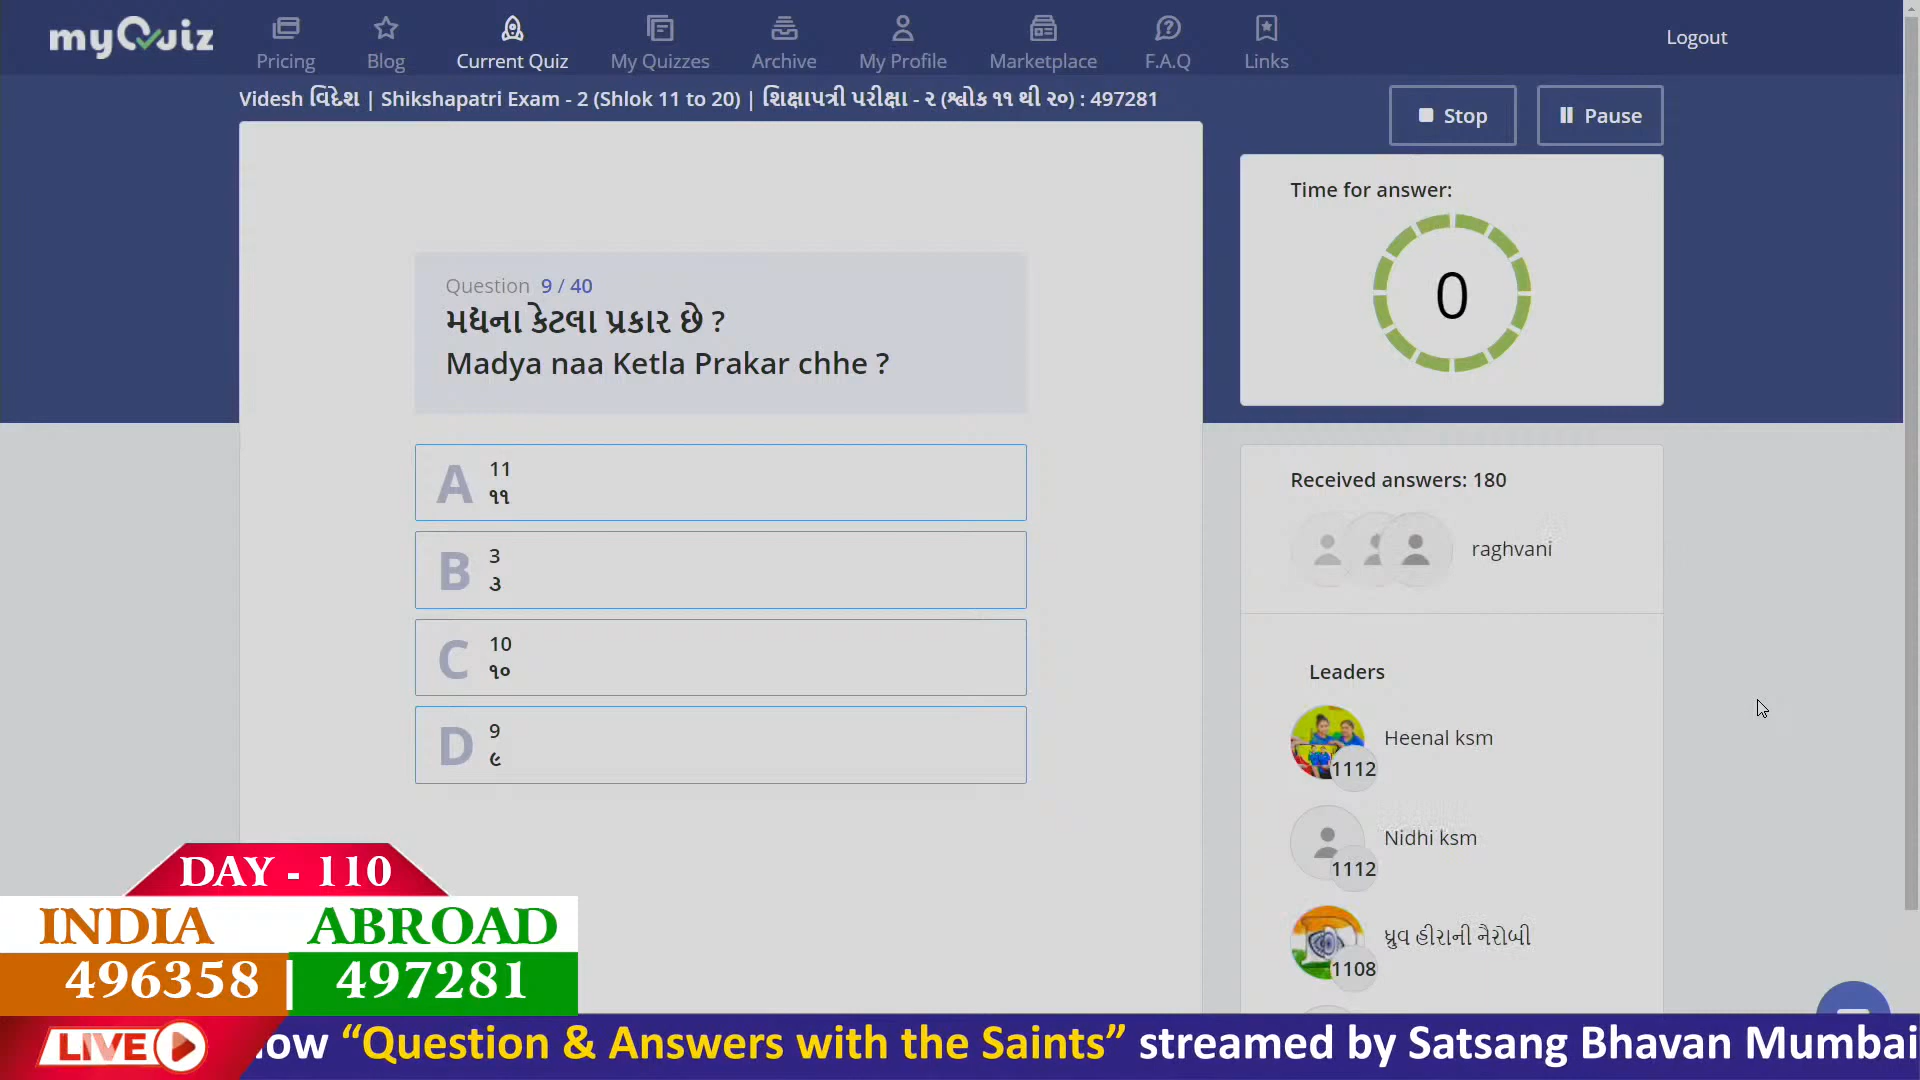 myQuiz
Pricing
Blog
Current Quiz
My Quizzes
Archive
My Profile
Marketplace
F.A.Q
Links
Logout
Videsh વિદેશ | Shikshapatri Exam - 2 (Shlok 11 to 20) | શિક્ષાપત્રી પરીક્ષા - ૨ (શ્લોક ૧૧ થી ૨૦) : 497281
Stop
Pause
Time for answer:
0
Question 9 / 40
મદ્યના કેટલા પ્રકાર છે ?
Madya naa Ketla Prakar chhe ?
A
11
૧૧
B
3
૩
C
10
૧૦
D
9
૯
Received answers: 180
raghvani
Leaders
Heenal ksm
1112
Nidhi ksm
1112
ધ્રુવ હીરાની નૈરોબી
1108
DAY - 110
INDIA ABROAD
496358 | 497281
LIVE
ow “Question & Answers with the Saints” streamed by Satsang Bhavan Mumbai